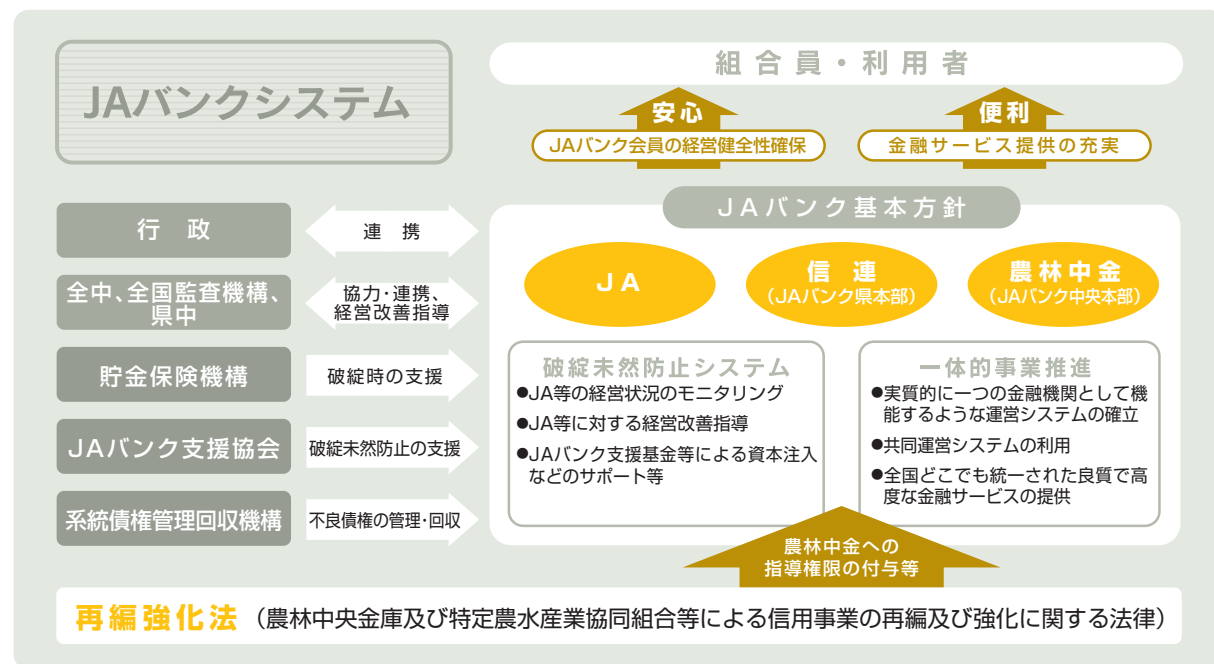 JAバンクシステム
組合員・利用者
安心
JAバンク会員の経営健全性確保
便利
金融サービス提供の充実
行政
連携
全中、全国監査機構、
県中
協力・連携、
経営改善指導
貯金保険機構
破綻時の支援
JAバンク支援協会
破綻未然防止の支援
系統債権管理回収機構
不良債権の管理・回収
JAバンク基本方針
JA
信連
(JAバンク県本部)
農林中金
(JAバンク中央本部)
破綻未然防止システム
●JA等の経営状況のモニタリング
●JA等に対する経営改善指導
●JAバンク支援基金等による資本注入
などのサポート等
一体的事業推進
●実質的に一つの金融機関として機
能するような運営システムの確立
●共同運営システムの利用
●全国どこでも統一された良質で高
度な金融サービスの提供
農林中金への
指導権限の付与等
再編強化法(農林中央金庫及び特定農水産業協同組合等による信用事業の再編及び強化に関する法律)